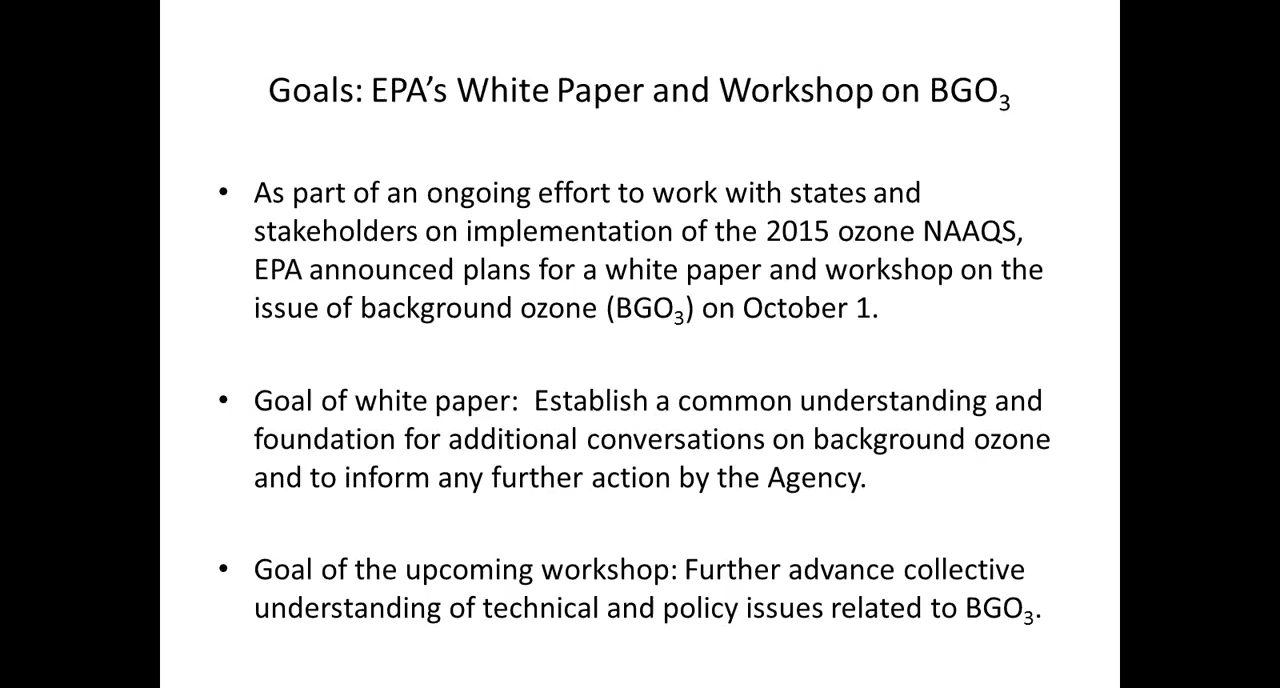 Goals: EPA’s White Paper and Workshop on BGO₃
• As part of an ongoing effort to work with states and
stakeholders on implementation of the 2015 ozone NAAQS,
EPA announced plans for a white paper and workshop on the
issue of background ozone (BGO₃) on October 1.
• Goal of white paper:  Establish a common understanding and
foundation for additional conversations on background ozone
and to inform any further action by the Agency.
• Goal of the upcoming workshop: Further advance collective
understanding of technical and policy issues related to BGO₃.